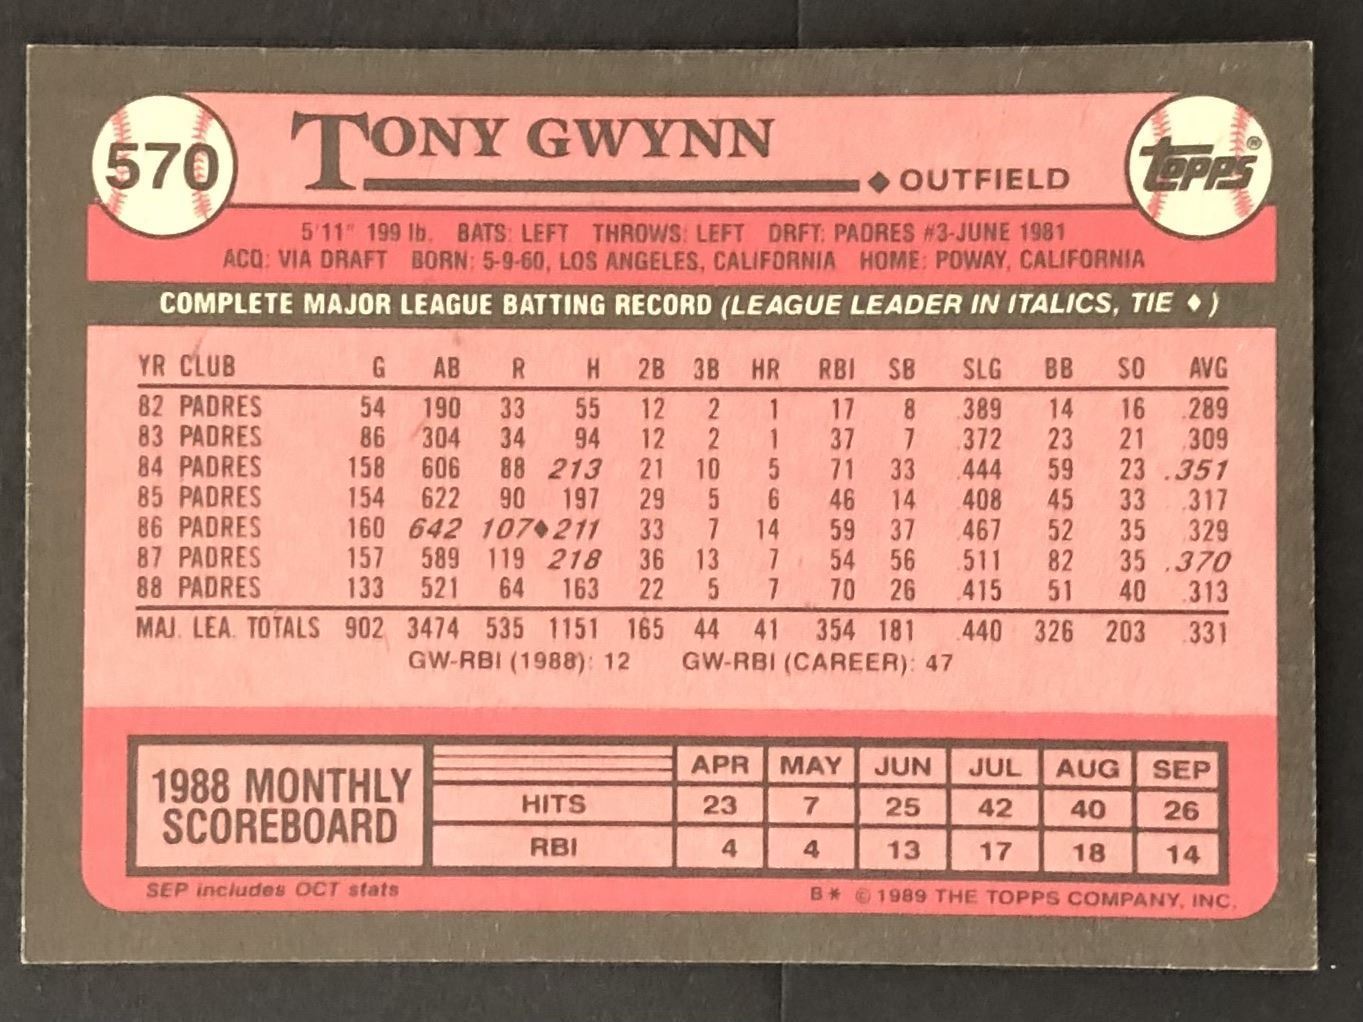 570
TONY GWYNN
◆ OUTFIELD
topps®
5'11" 199 lb. BATS: LEFT THROWS: LEFT DRFT: PADRES #3-JUNE 1981
ACQ: VIA DRAFT BORN: 5-9-60, LOS ANGELES, CALIFORNIA HOME: POWAY, CALIFORNIA
COMPLETE MAJOR LEAGUE BATTING RECORD (LEAGUE LEADER IN ITALICS, TIE ♦)
YR CLUB G AB R H 2B 3B HR RBI SB SLG BB SO AVG
82 PADRES 54 190 33 55 12 2 1 17 8 .389 14 16 .289
83 PADRES 86 304 34 94 12 2 1 37 7 .372 23 21 .309
84 PADRES 158 606 88 213 21 10 5 71 33 .444 59 23 .351
85 PADRES 154 622 90 197 29 5 6 46 14 .408 45 33 .317
86 PADRES 160 642 107♦ 211 33 7 14 59 37 .467 52 35 .329
87 PADRES 157 589 119 218 36 13 7 54 56 .511 82 35 .370
88 PADRES 133 521 64 163 22 5 7 70 26 .415 51 40 .313
MAJ. LEA. TOTALS 902 3474 535 1151 165 44 41 354 181 .440 326 203 .331
GW-RBI (1988): 12 GW-RBI (CAREER): 47
1988 MONTHLY
SCOREBOARD
APR MAY JUN JUL AUG SEP
HITS 23 7 25 42 40 26
RBI 4 4 13 17 18 14
SEP includes OCT stats
B* © 1989 THE TOPPS COMPANY, INC.